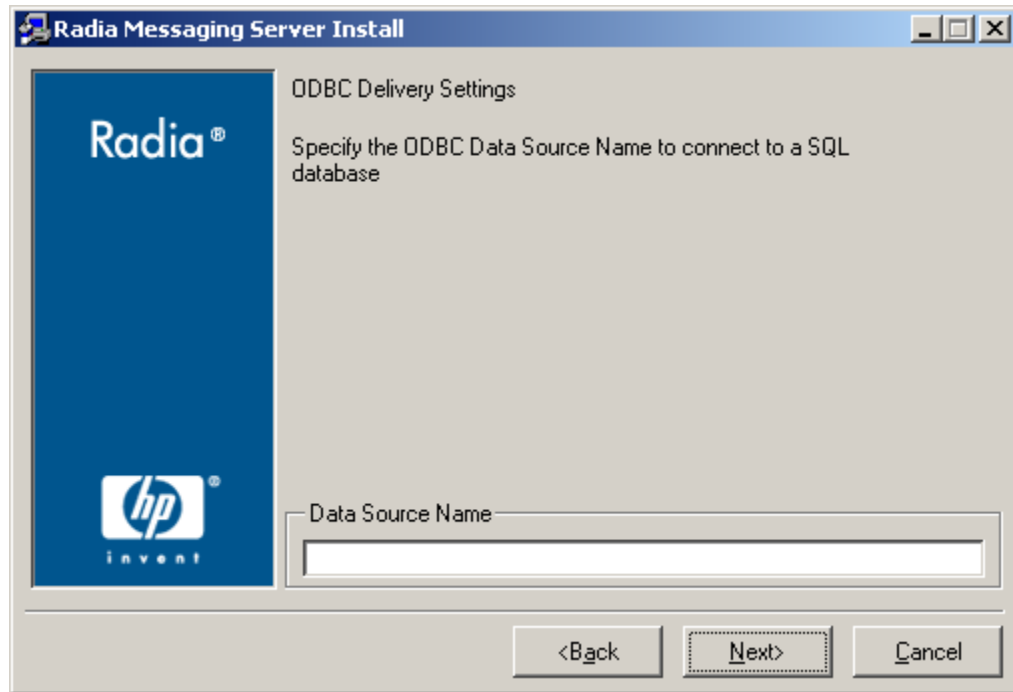 Radia Messaging Server Install
ODBC Delivery Settings
Radia®
Specify the ODBC Data Source Name to connect to a SQL
database
hp®
invent
Data Source Name
<Back
Next>
Cancel